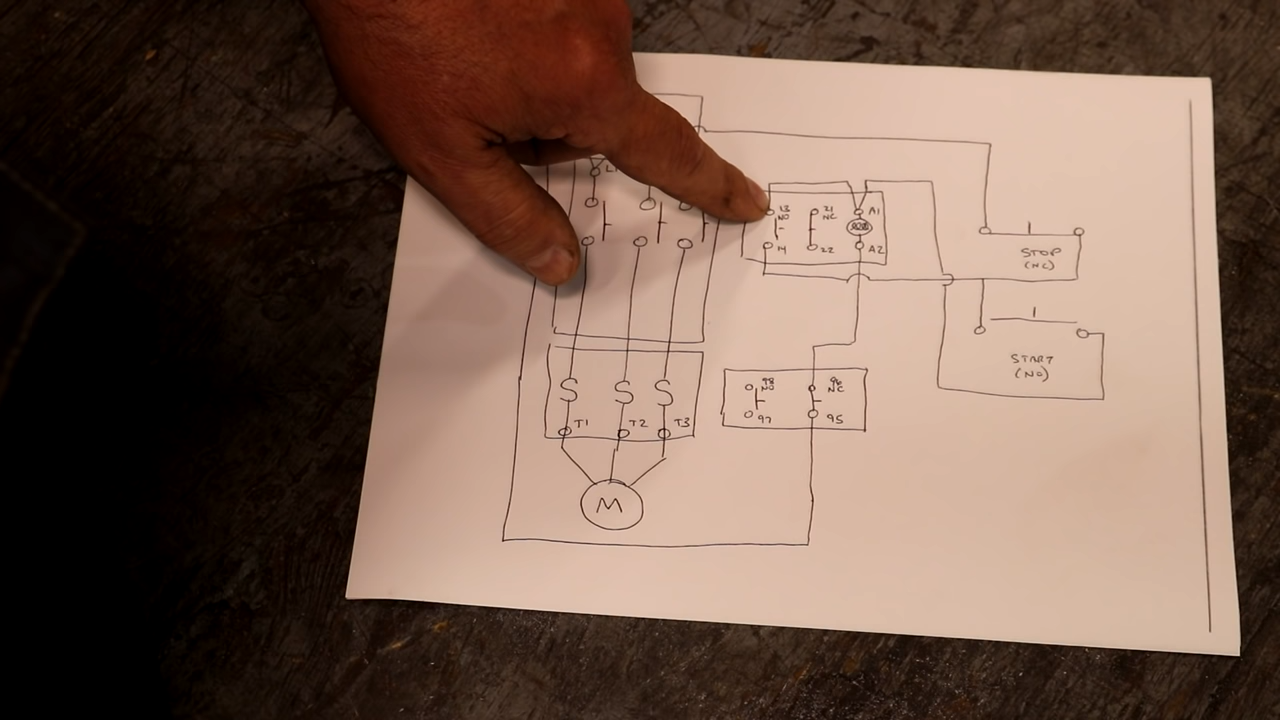 13 NO
21 NC
A1
14
22
A2
STOP
(NC)
START
(NO)
98 NO
96 NC
97
95
T1
T2
T3
M